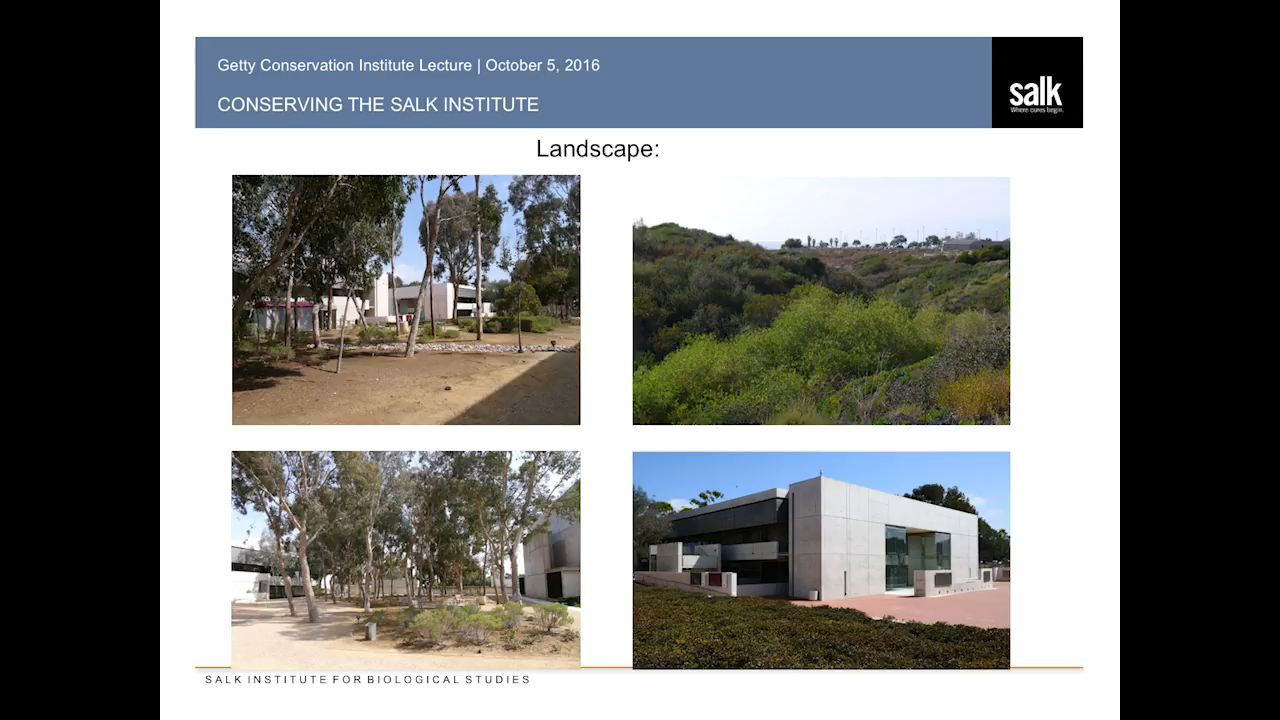 Getty Conservation Institute Lecture | October 5, 2016
CONSERVING THE SALK INSTITUTE
salk
Where cures begin.
Landscape:
SALK INSTITUTE FOR BIOLOGICAL STUDIES